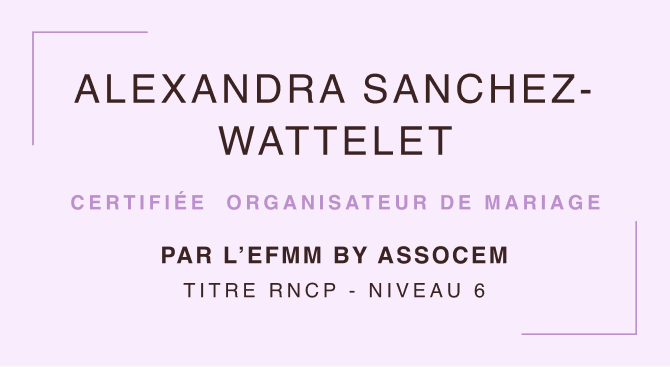 ALEXANDRA SANCHEZ-
WATTELET
CERTIFIÉE ORGANISATEUR DE MARIAGE
PAR L’EFMM BY ASSOCEM
TITRE RNCP - NIVEAU 6